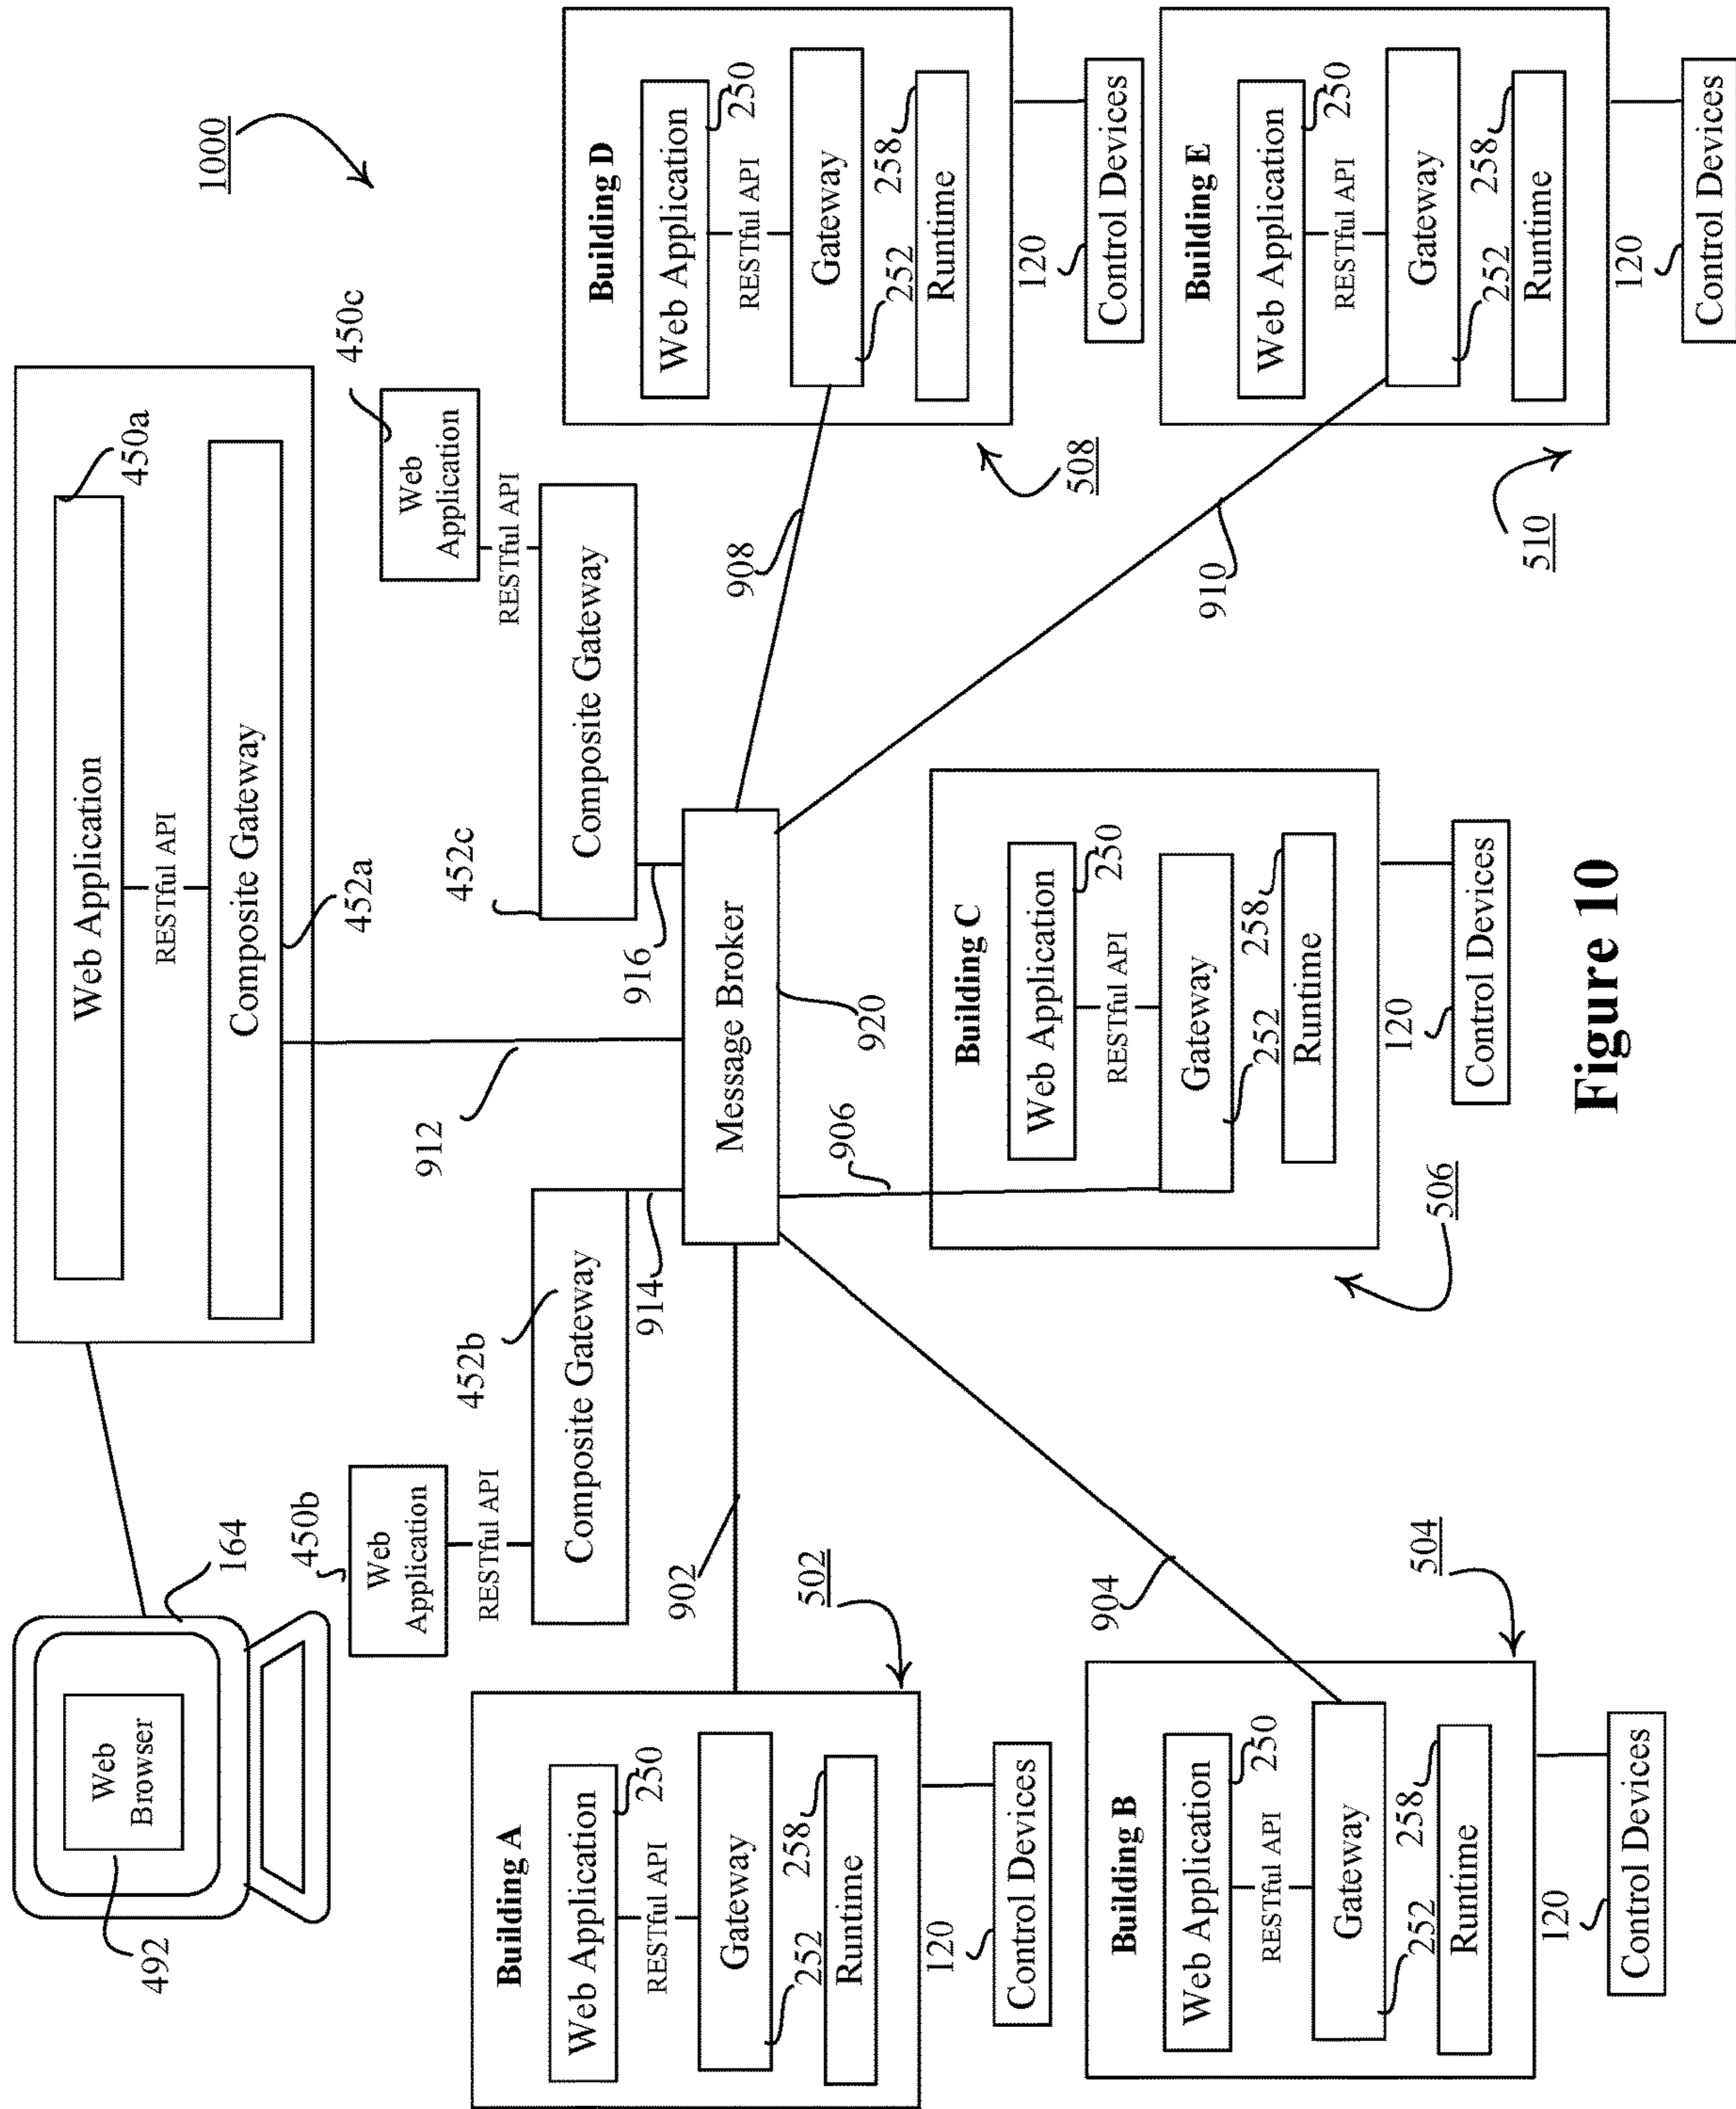 1000
Web Browser
492
164
Web Application
450a
RESTful API
Composite Gateway
452a
450b
Web
Application
RESTful API
Composite Gateway
452b
914
912
450c
Web
Application
RESTful API
Composite Gateway
452c
916
Message Broker
920
902
904
906
908
910
Building A
Web Application
250
RESTful API
Gateway
252
258
Runtime
120
Control Devices
502
Building B
Web Application
250
RESTful API
Gateway
252
258
Runtime
120
Control Devices
504
Building C
Web Application
250
RESTful API
Gateway
252
258
Runtime
120
Control Devices
506
Building D
Web Application
250
RESTful API
Gateway
252
258
Runtime
120
Control Devices
508
Building E
Web Application
250
RESTful API
Gateway
252
258
Runtime
120
Control Devices
510
Figure 10